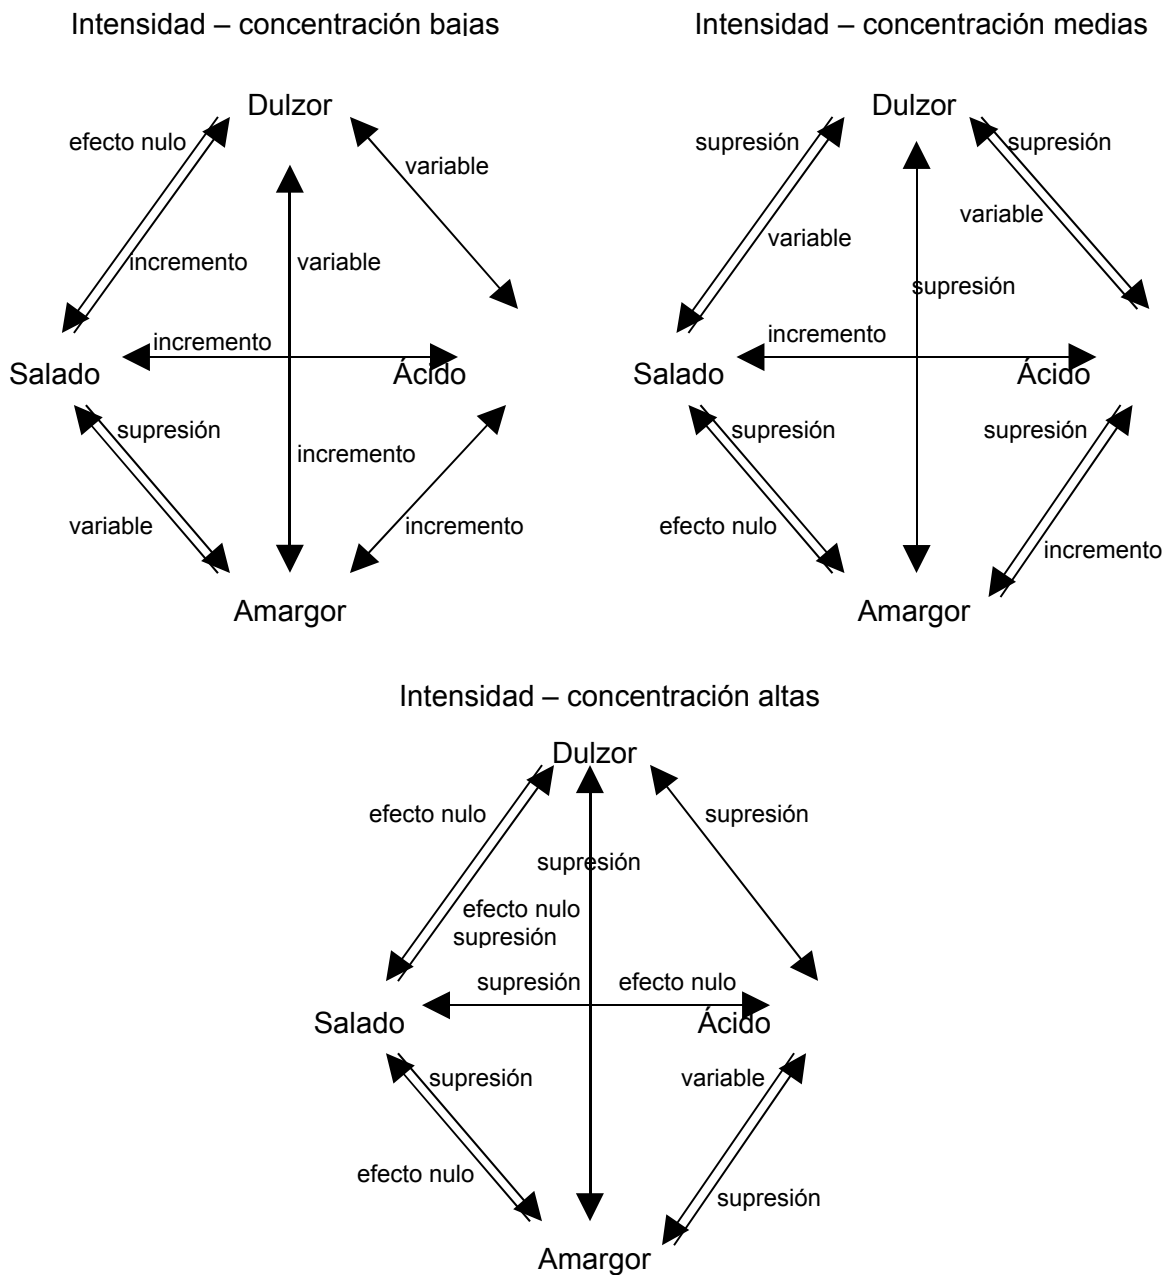 Intensidad – concentración bajas
Intensidad – concentración medias
Dulzor
efecto nulo
variable
incremento
variable
incremento
Salado
Ácido
supresión
incremento
variable
incremento
Amargor
Dulzor
supresión
supresión
variable
variable
supresión
incremento
Salado
Ácido
supresión
supresión
efecto nulo
incremento
Amargor
Intensidad – concentración altas
Dulzor
efecto nulo
supresión
supresión
efecto nulo
supresión
supresión
efecto nulo
Salado
Ácido
supresión
variable
efecto nulo
supresión
Amargor